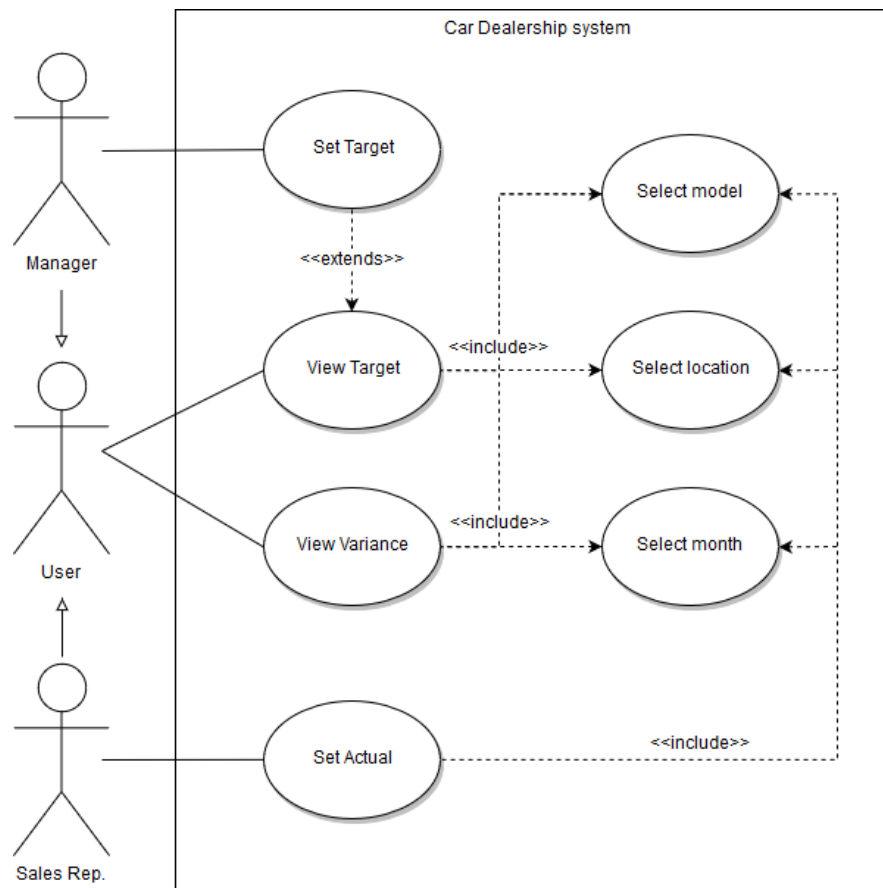 Car Dealership system
Set Target
Select model
Manager
<<extends>>
<<include>>
View Target
Select location
<<include>>
View Variance
Select month
User
<<include>>
Set Actual
Sales Rep.